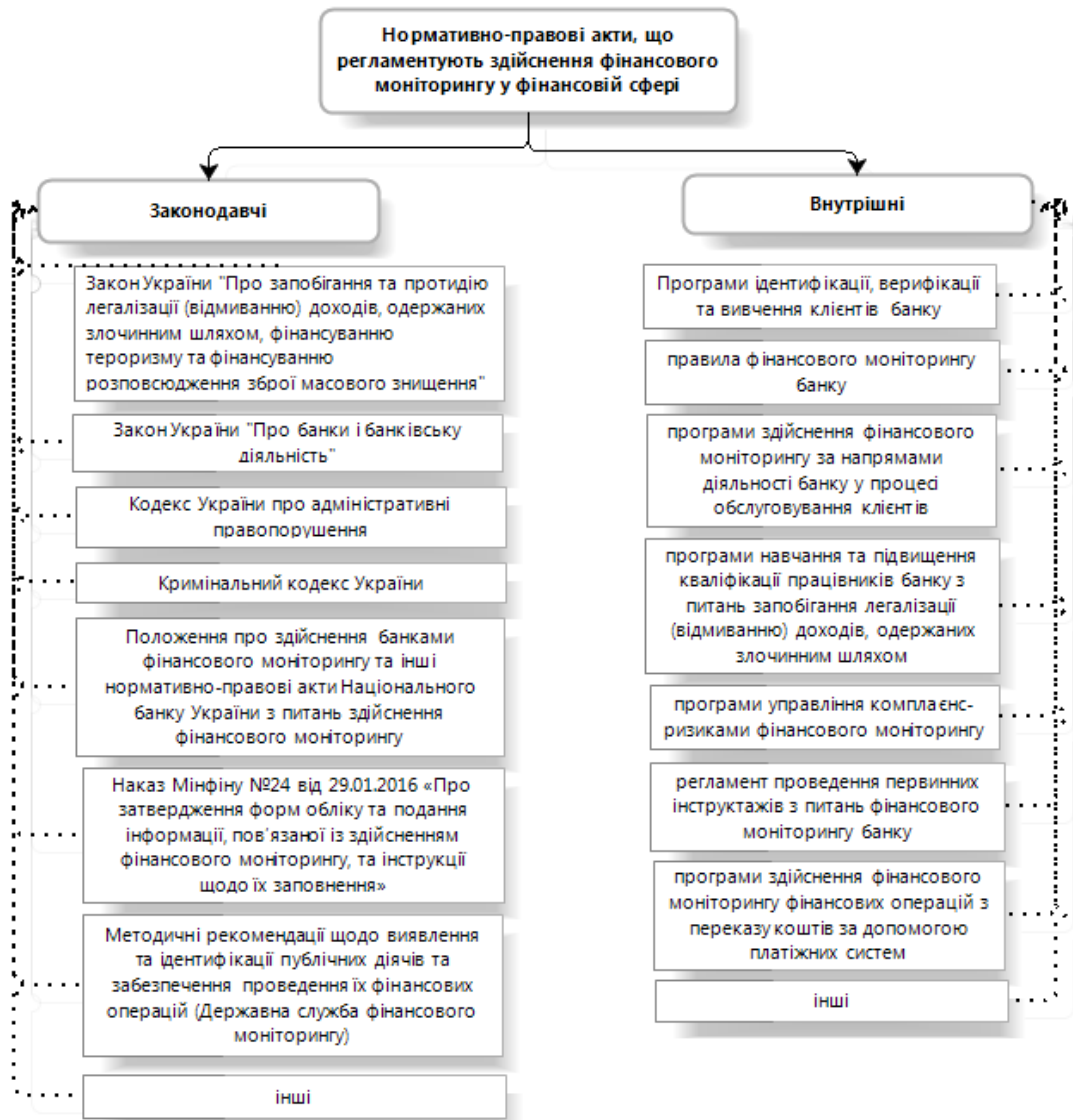 Нормативно-правові акти, що
регламентують здійснення фінансового
моніторингу у фінансовій сфері
Законодавчі
Закон України "Про запобігання та протидію
легалізації (відмиванню) доходів, одержаних
злочинним шляхом, фінансуванню
тероризму та фінансуванню
розповсюдження зброї масового знищення"
Закон України "Про банки і банківську
діяльність"
Кодекс України про адміністративні
правопорушення
Кримінальний кодекс України
Положення про здійснення банками
фінансового моніторингу та інші
нормативно-правові акти Національного
банку України з питань здійснення
фінансового моніторингу
Наказ Мінфіну №24 від 29.01.2016 «Про
затвердження форм обліку та подання
інформації, пов'язаної із здійсненням
фінансового моніторингу, та інструкції
щодо їх заповнення»
Методичні рекомендації щодо виявлення
та ідентифікації публічних діячів та
забезпечення проведення їх фінансових
операцій (Державна служба фінансового
моніторингу)
інші
Внутрішні
Програми ідентифікації, верифікації
та вивчення клієнтів банку
правила фінансового моніторингу
банку
програми здійснення фінансового
моніторингу за напрямами
діяльності банку у процесі
обслуговування клієнтів
програми навчання та підвищення
кваліфікації працівників банку з
питань запобігання легалізації
(відмиванню) доходів, одержаних
злочинним шляхом
програми управління комплаєнс-
ризиками фінансового моніторингу
регламент проведення первинних
інструктажів з питань фінансового
моніторингу банку
програми здійснення фінансового
моніторингу фінансових операцій з
переказу коштів за допомогою
платіжних систем
інші